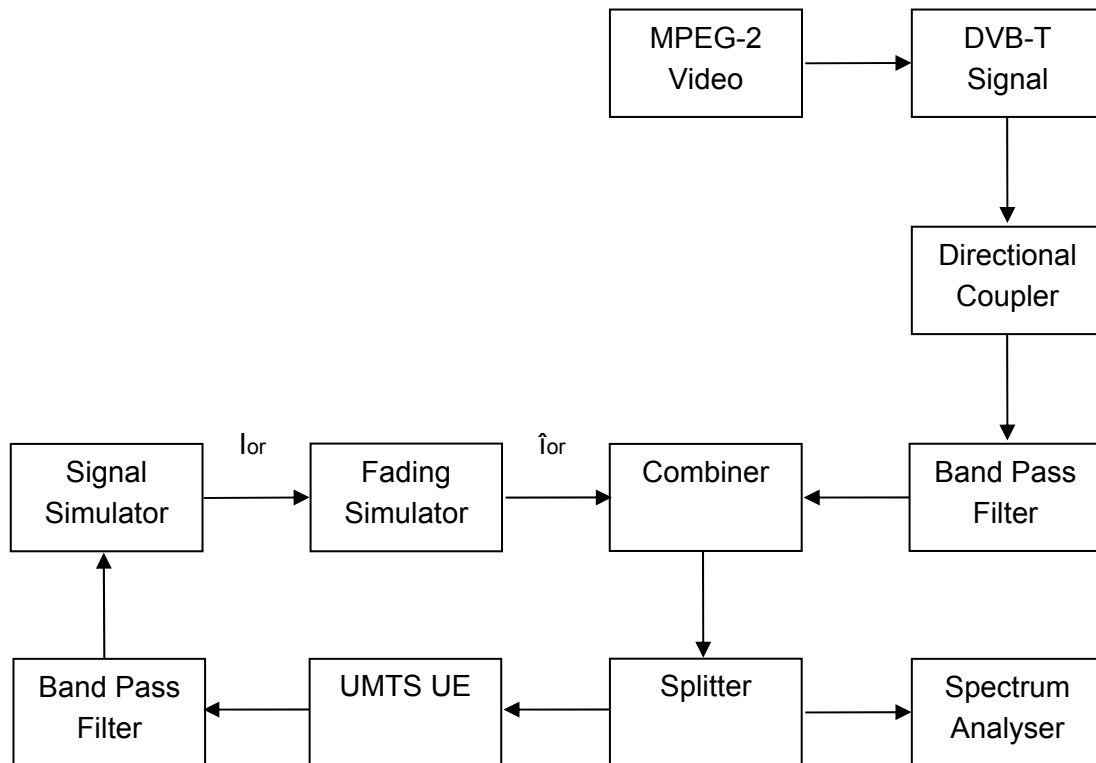 MPEG-2
Video
DVB-T
Signal
Directional
Coupler
Ior
îor
Signal
Simulator
Fading
Simulator
Combiner
Band Pass
Filter
Band Pass
Filter
UMTS UE
Splitter
Spectrum
Analyser